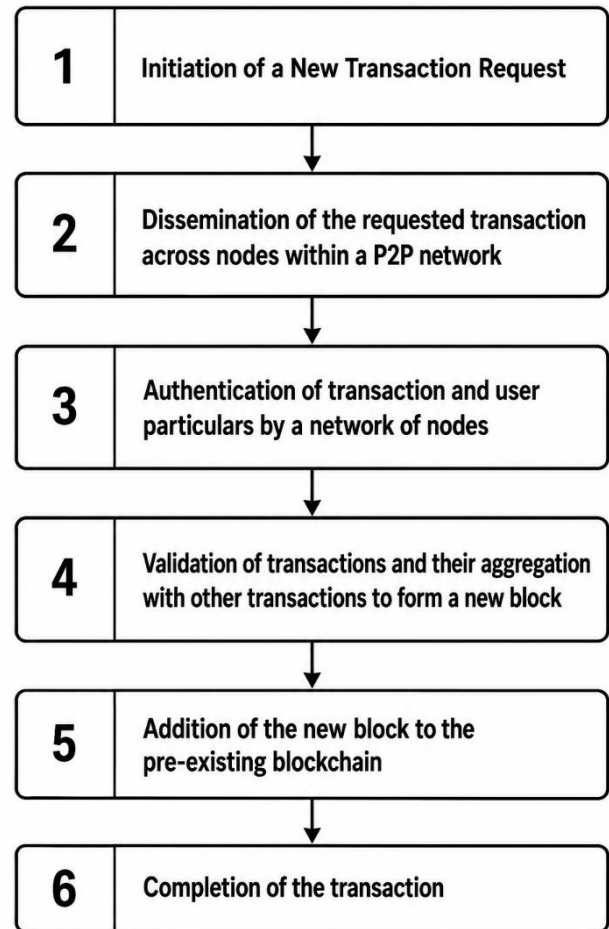 1
Initiation of a New Transaction Request
2
Dissemination of the requested transaction
across nodes within a P2P network
3
Authentication of transaction and user
particulars by a network of nodes
4
Validation of transactions and their aggregation
with other transactions to form a new block
5
Addition of the new block to the
pre-existing blockchain
6
Completion of the transaction